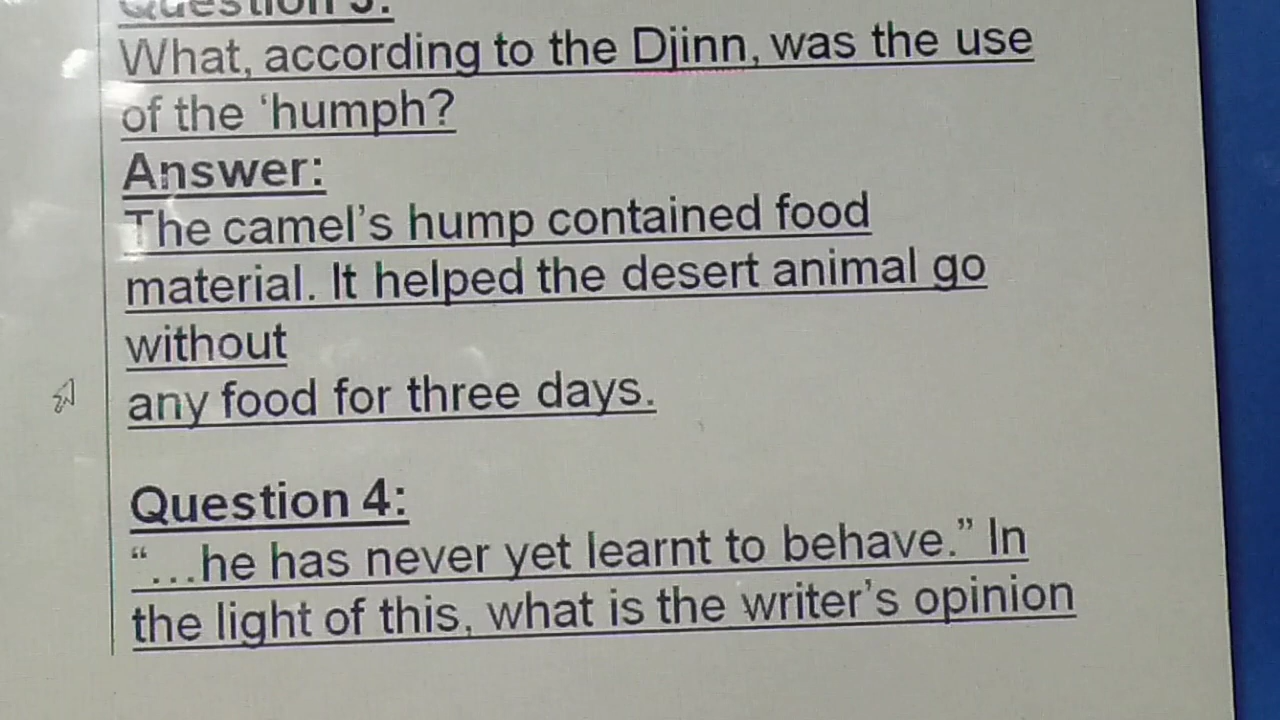 Question 3:
What, according to the Djinn, was the use
of the ‘humph?
Answer:
The camel’s hump contained food
material. It helped the desert animal go
without
any food for three days.
Question 4:
“…he has never yet learnt to behave.” In
the light of this, what is the writer’s opinion